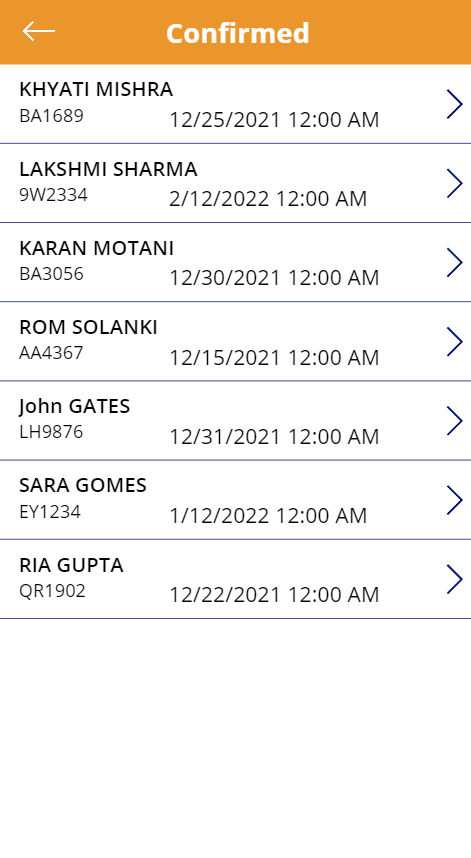 Confirmed
KHYATI MISHRA
BA1689
12/25/2021 12:00 AM
LAKSHMI SHARMA
9W2334
2/12/2022 12:00 AM
KARAN MOTANI
BA3056
12/30/2021 12:00 AM
ROM SOLANKI
AA4367
12/15/2021 12:00 AM
John GATES
LH9876
12/31/2021 12:00 AM
SARA GOMES
EY1234
1/12/2022 12:00 AM
RIA GUPTA
QR1902
12/22/2021 12:00 AM